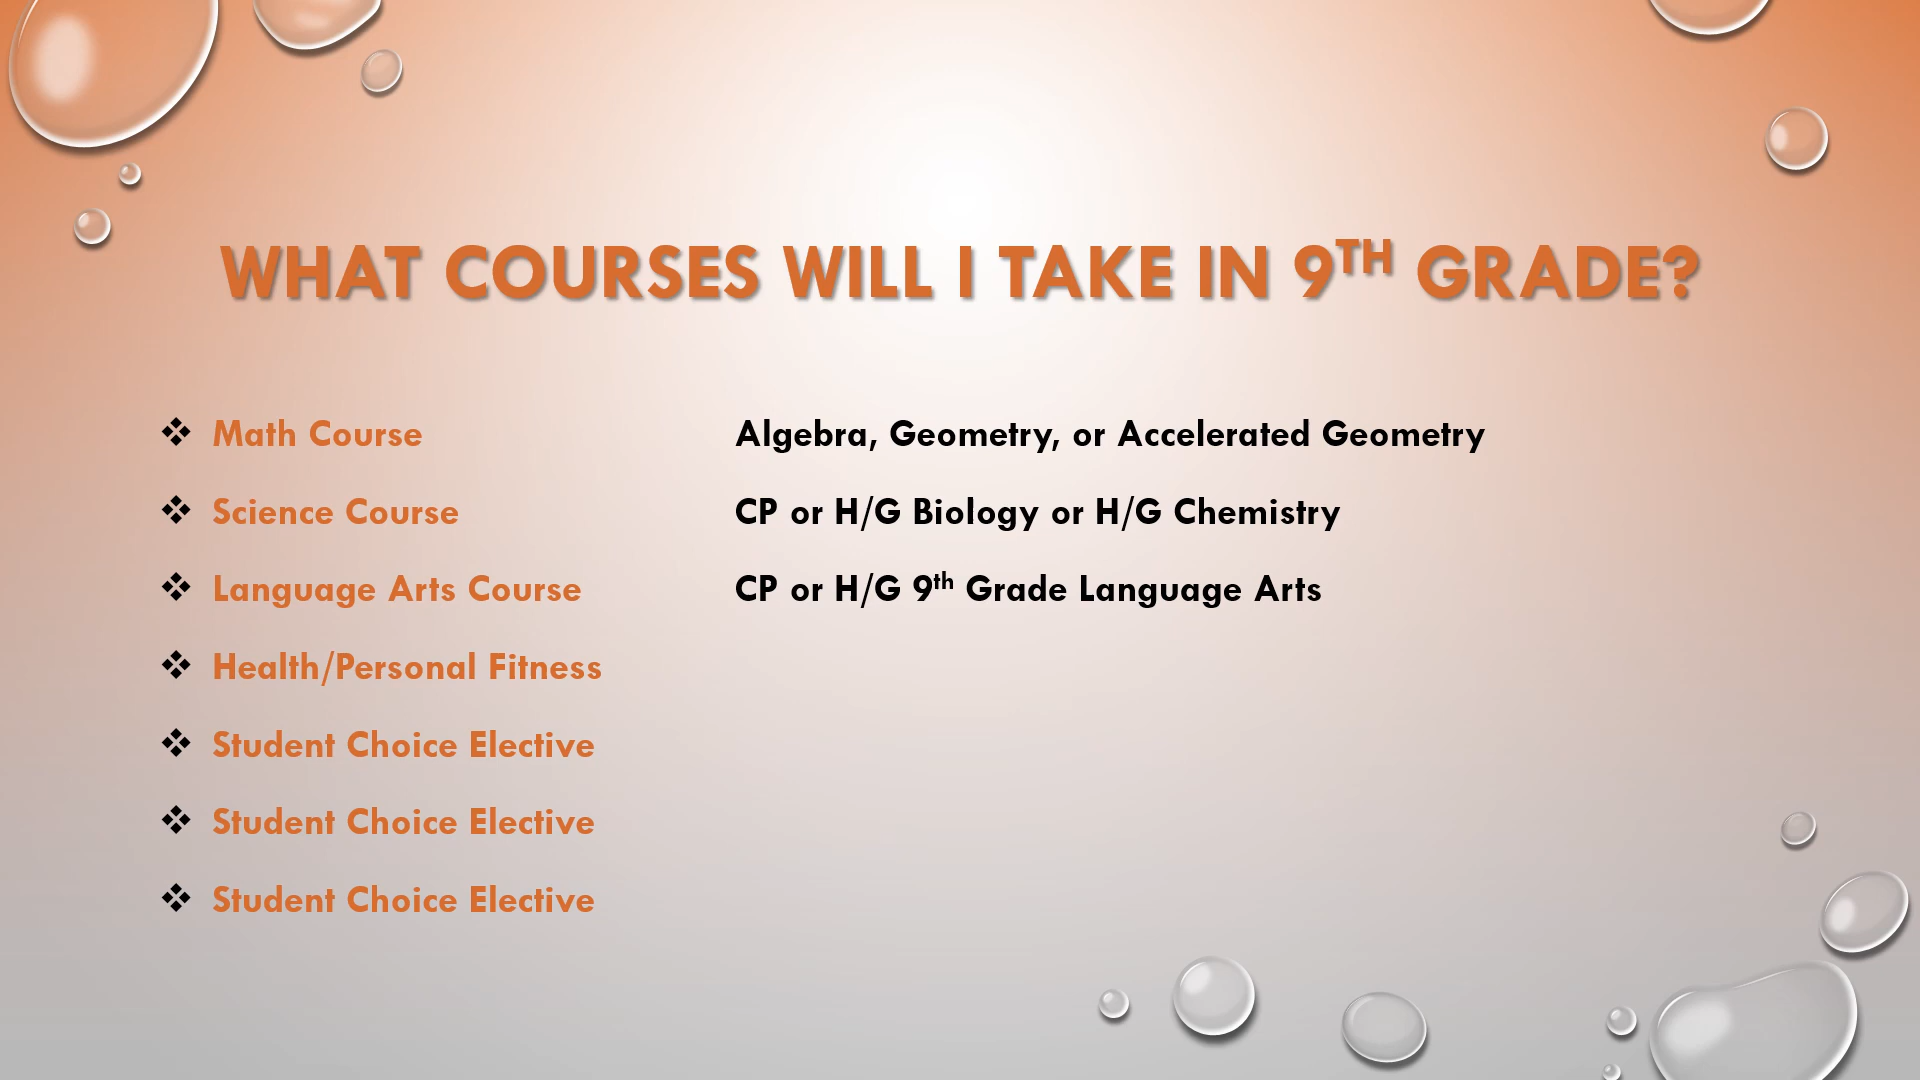 WHAT COURSES WILL I TAKE IN 9TH GRADE?
❖ Math Course Algebra, Geometry, or Accelerated Geometry
❖ Science Course CP or H/G Biology or H/G Chemistry
❖ Language Arts Course CP or H/G 9th Grade Language Arts
❖ Health/Personal Fitness
❖ Student Choice Elective
❖ Student Choice Elective
❖ Student Choice Elective